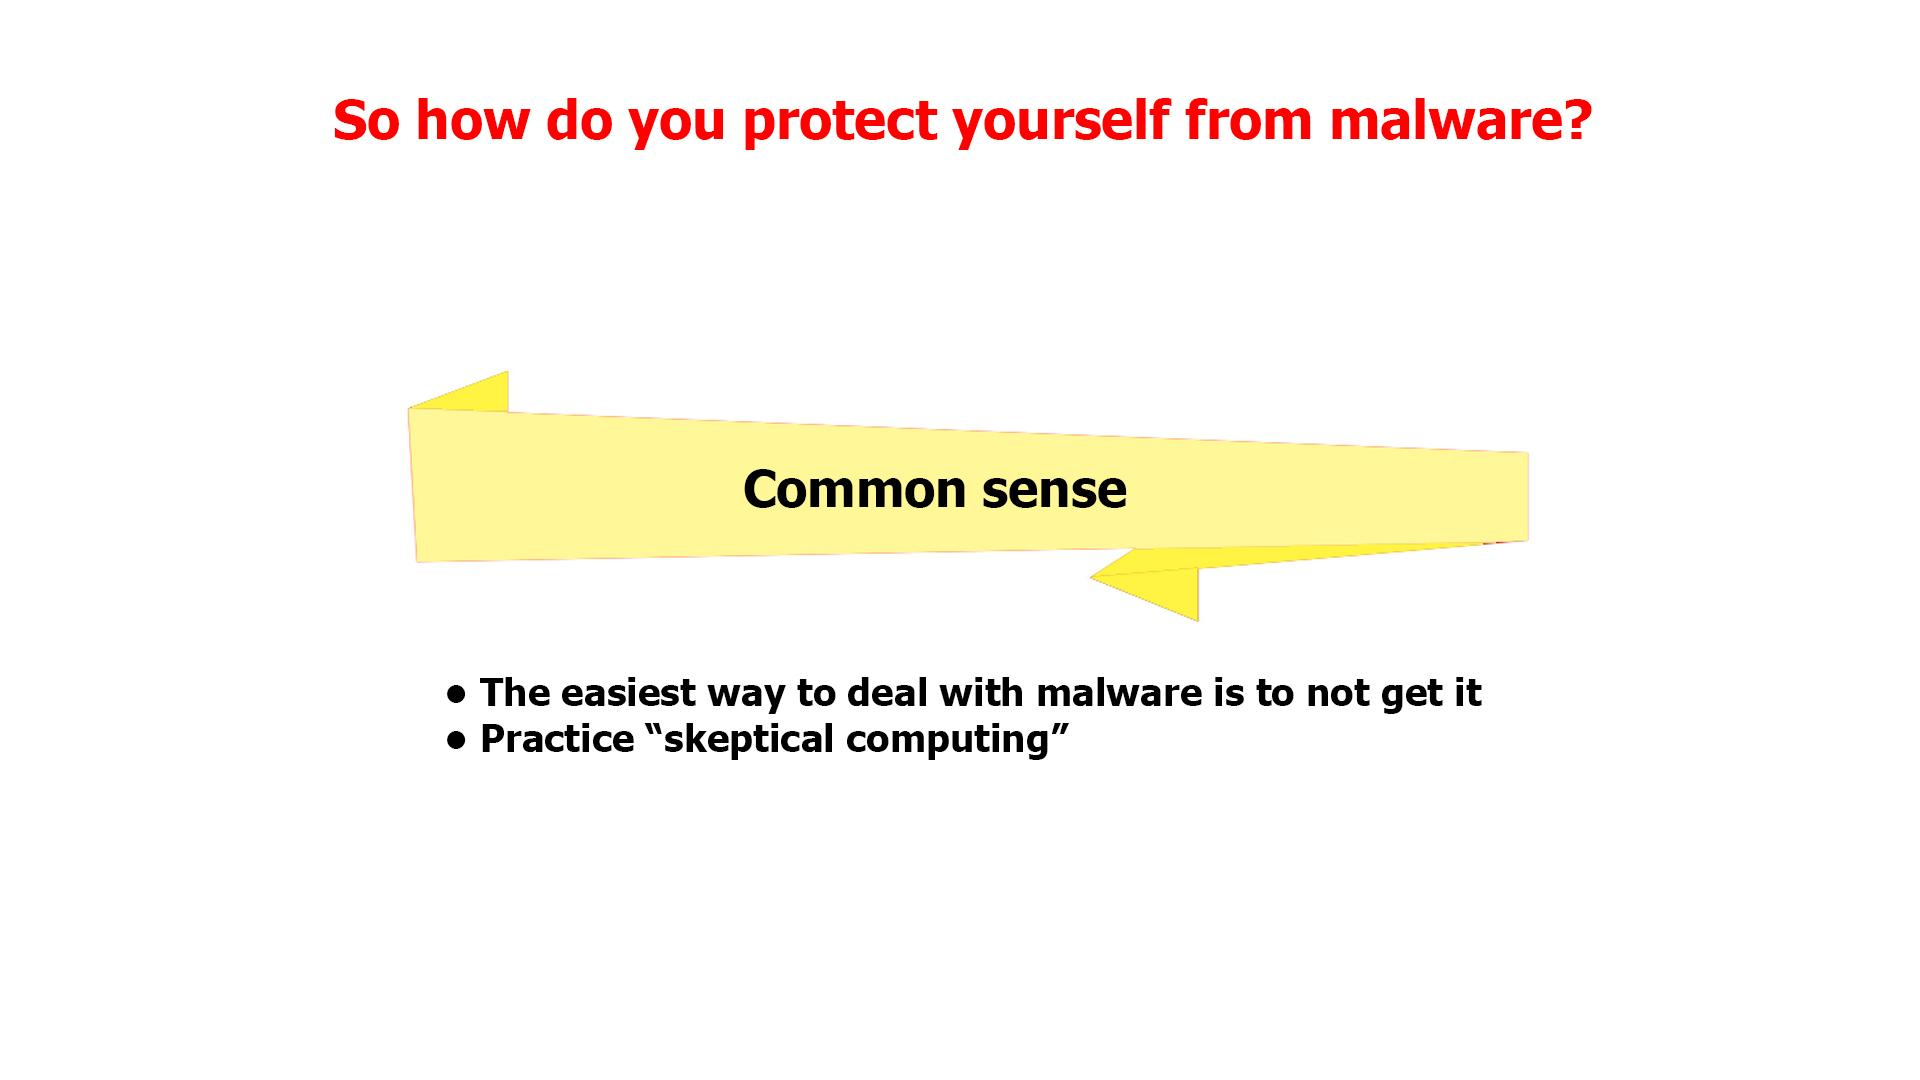 So how do you protect yourself from malware?
Common sense
● The easiest way to deal with malware is to not get it
● Practice “skeptical computing”